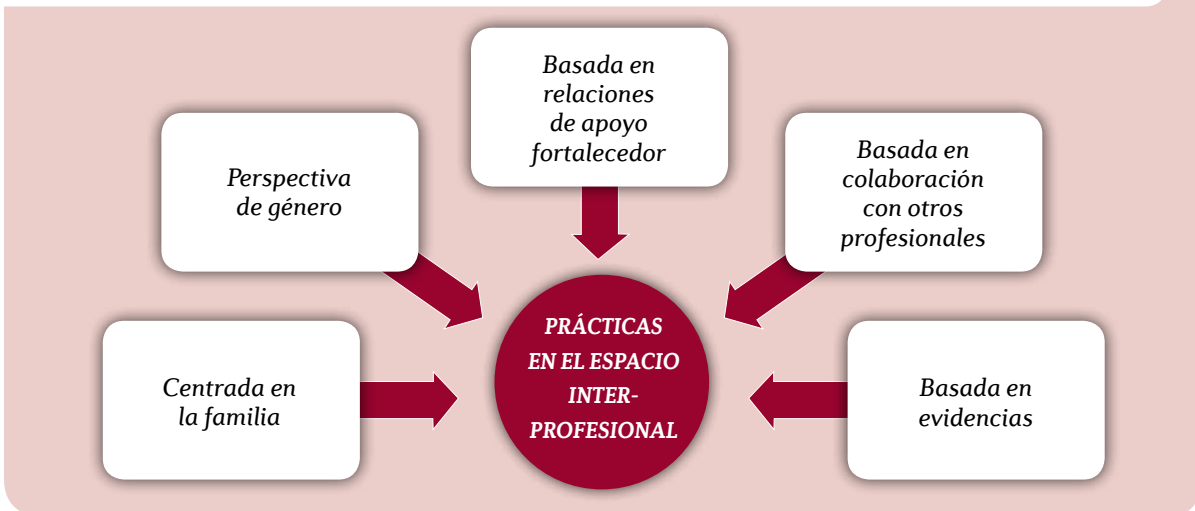 Basada en
relaciones
de apoyo
fortalecedor
Perspectiva
de género
Basada en
colaboración
con otros
profesionales
Centrada en
la familia
PRÁCTICAS
EN EL ESPACIO
INTER-
PROFESIONAL
Basada en
evidencias